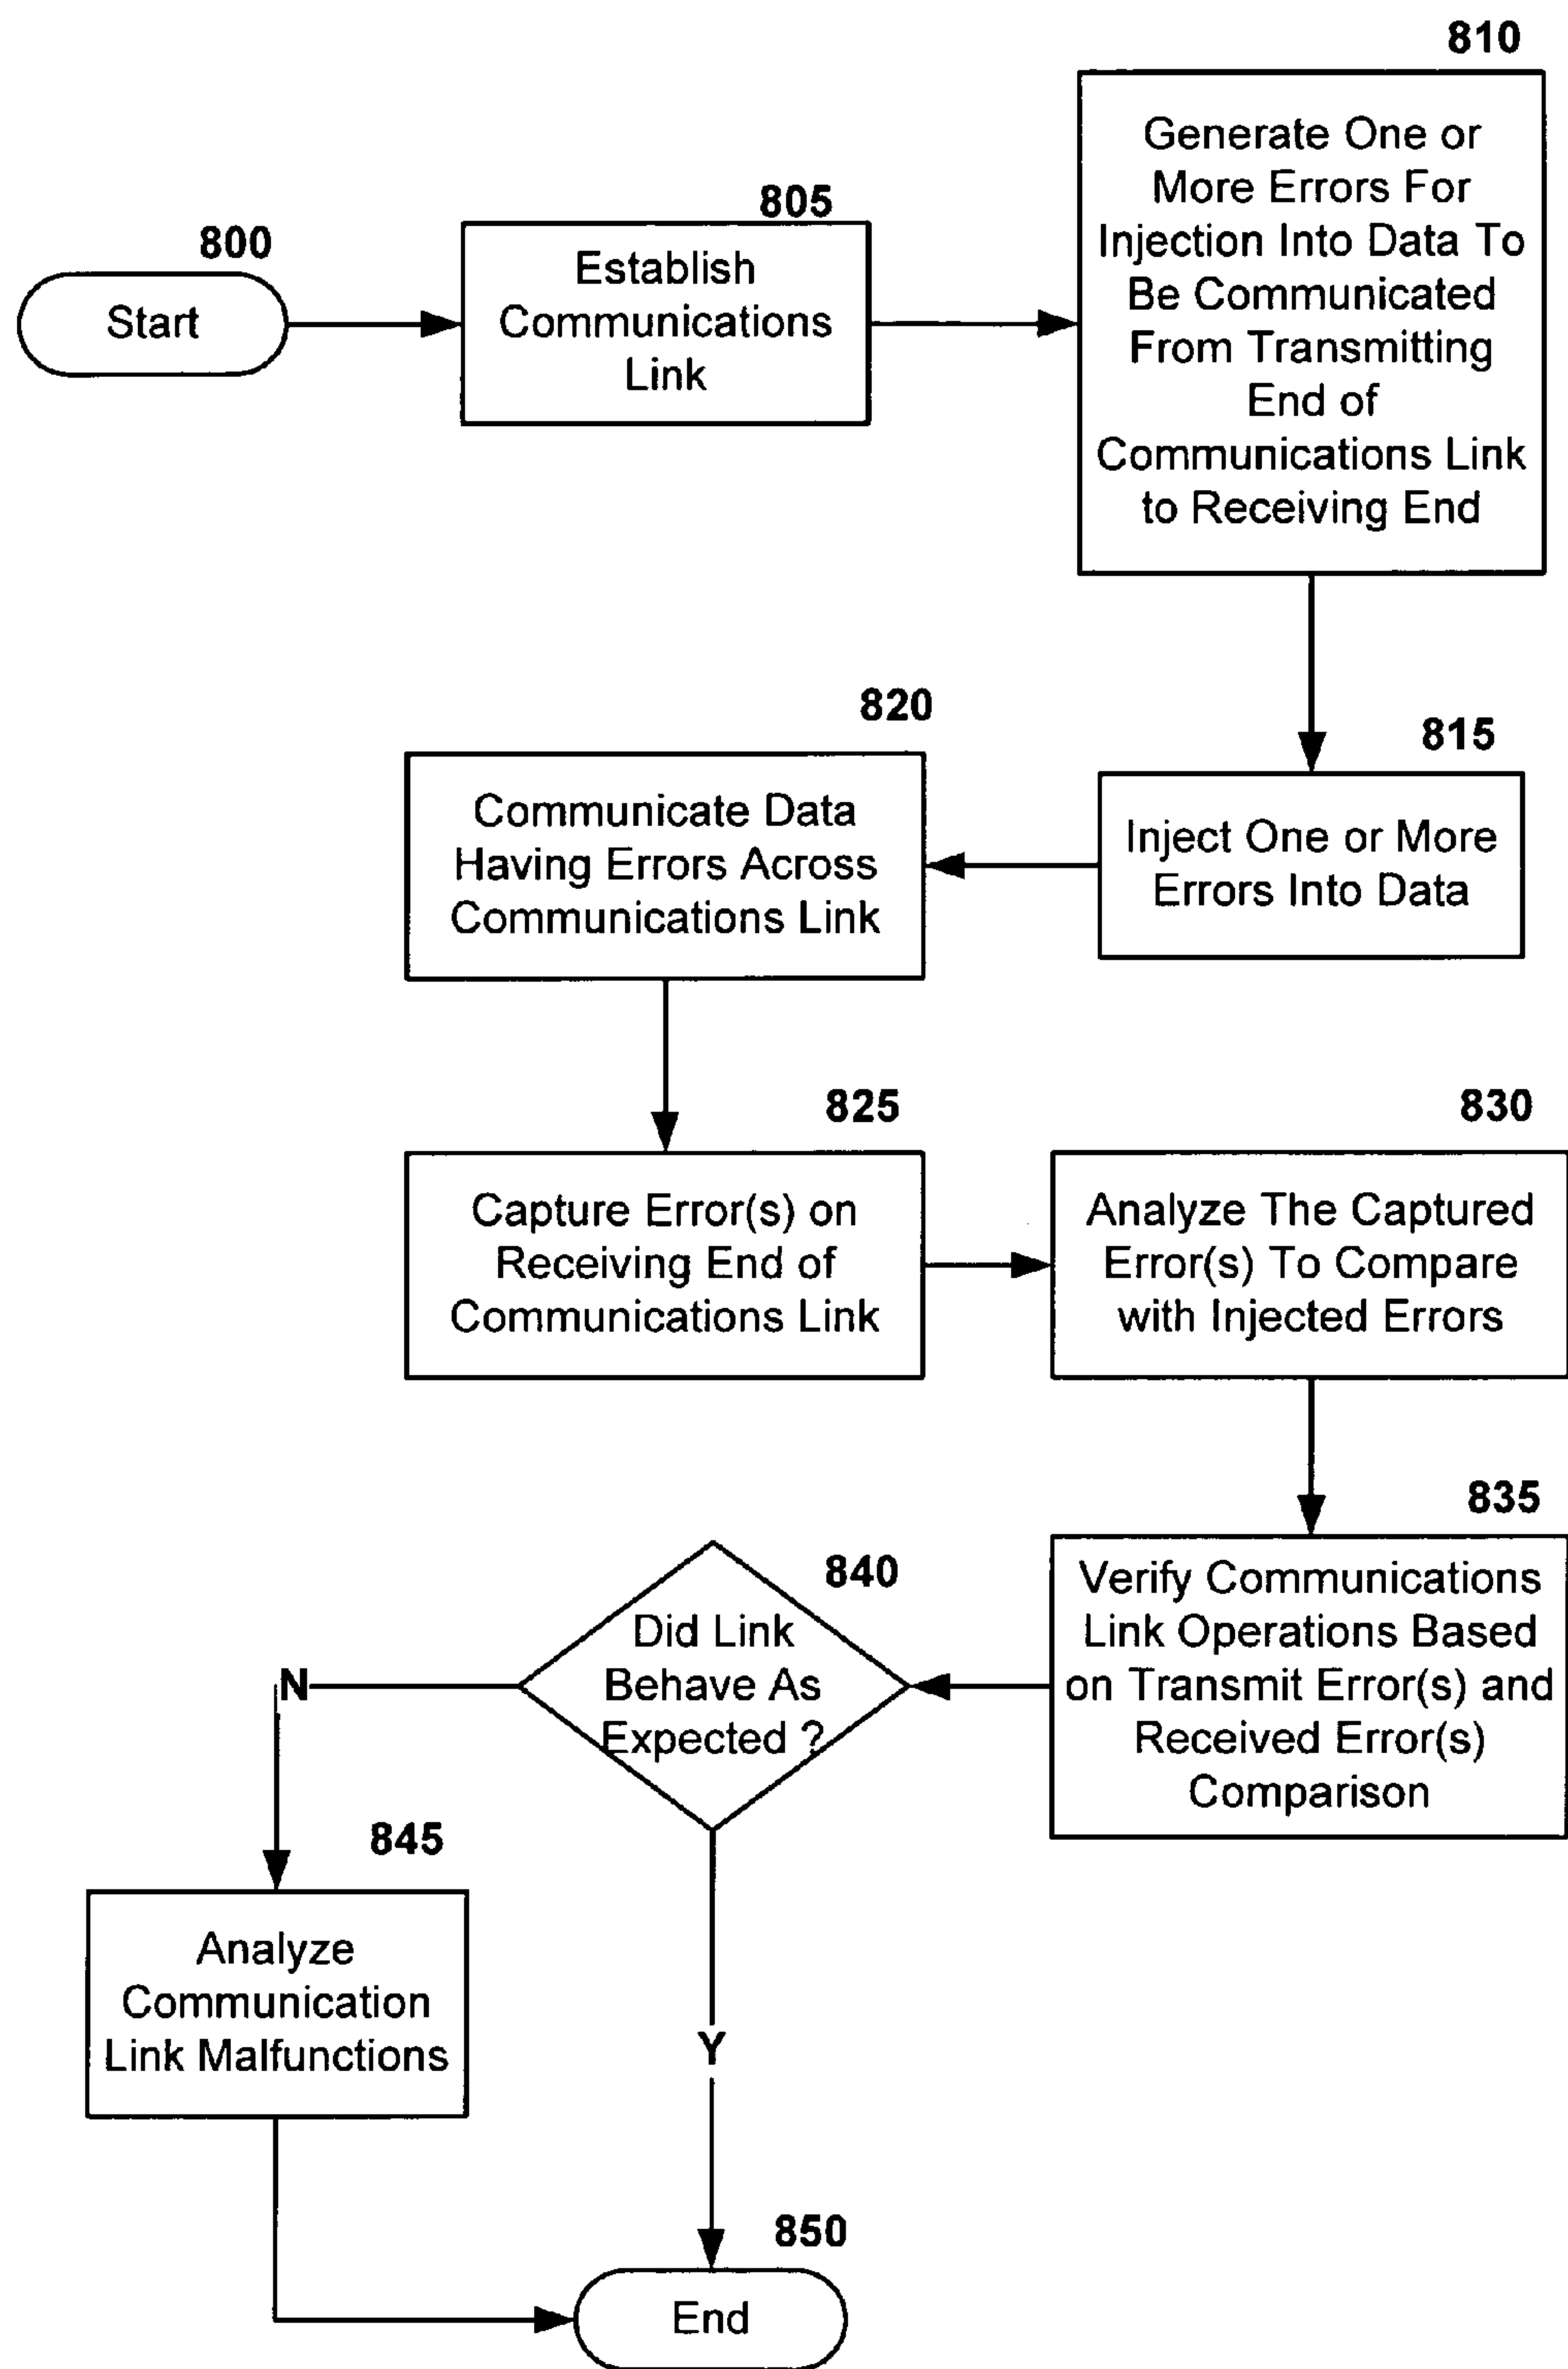 800
Start
805
Establish
Communications
Link
810
Generate One or
More Errors For
Injection Into Data To
Be Communicated
From Transmitting
End of
Communications Link
to Receiving End
815
Inject One or More
Errors Into Data
820
Communicate Data
Having Errors Across
Communications Link
825
Capture Error(s) on
Receiving End of
Communications Link
830
Analyze The Captured
Error(s) To Compare
with Injected Errors
835
Verify Communications
Link Operations Based
on Transmit Error(s) and
Received Error(s)
Comparison
840
Did Link
Behave As
Expected ?
N
845
Analyze
Communication
Link Malfunctions
Y
850
End